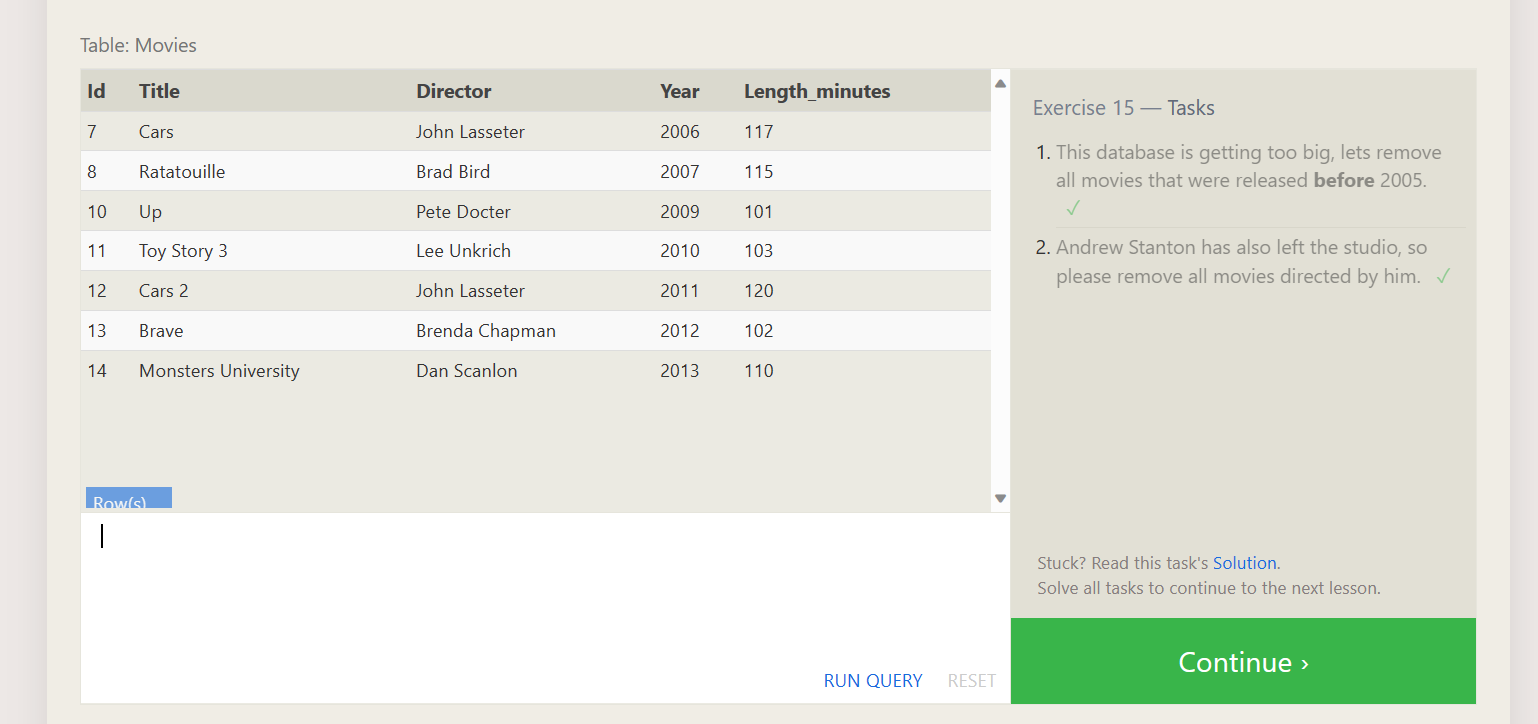 Table: Movies
Id Title Director Year Length_minutes
7 Cars John Lasseter 2006 117
8 Ratatouille Brad Bird 2007 115
10 Up Pete Docter 2009 101
11 Toy Story 3 Lee Unkrich 2010 103
12 Cars 2 John Lasseter 2011 120
13 Brave Brenda Chapman 2012 102
14 Monsters University Dan Scanlon 2013 110
Row(s)
RUN QUERY RESET
Exercise 15 — Tasks
1. This database is getting too big, lets remove
all movies that were released before 2005.
✓
2. Andrew Stanton has also left the studio, so
please remove all movies directed by him. ✓
Stuck? Read this task's Solution.
Solve all tasks to continue to the next lesson.
Continue ›